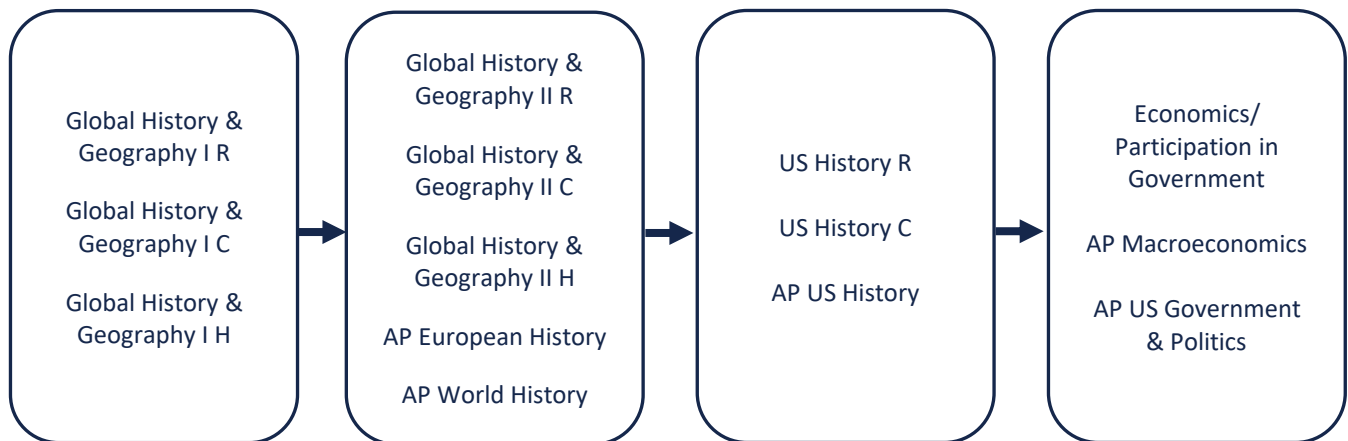 Global History &
Geography I R
Global History &
Geography I C
Global History &
Geography I H
Global History &
Geography II R
Global History &
Geography II C
Global History &
Geography II H
AP European History
AP World History
US History R
US History C
AP US History
Economics/
Participation in
Government
AP Macroeconomics
AP US Government
& Politics